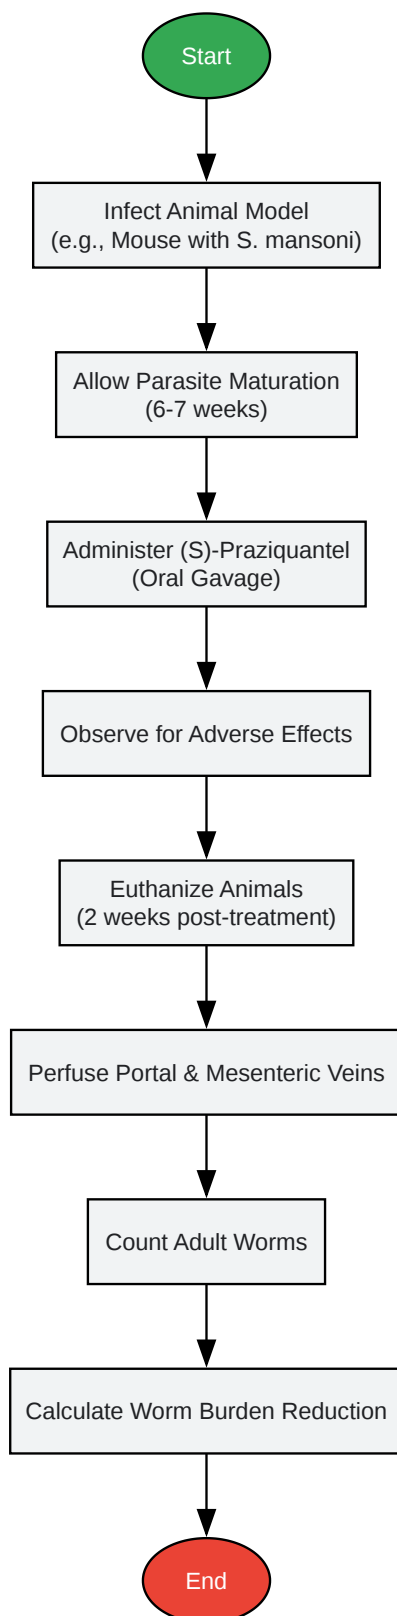 Start
Infect Animal Model
(e.g., Mouse with S. mansoni)
Allow Parasite Maturation
(6-7 weeks)
Administer (S)-Praziquantel
(Oral Gavage)
Observe for Adverse Effects
Euthanize Animals
(2 weeks post-treatment)
Perfuse Portal & Mesenteric Veins
Count Adult Worms
Calculate Worm Burden Reduction
End